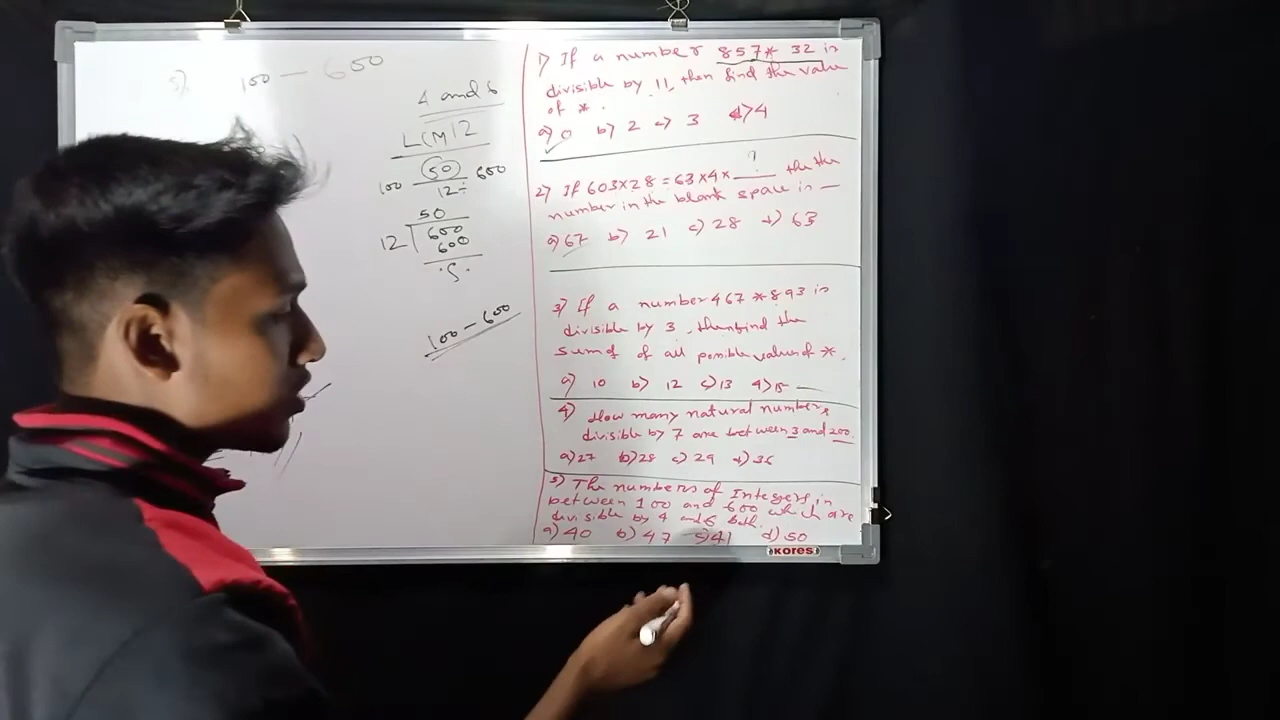 5). 100 — 600
4 and 6
LCM 12
50
100 12÷ 600
50
12 600
600
100 – 600
1) If a number 857* 32 is
divisible by 11, then find the value
of *.
a) 0 b) 2 c) 3 d) 4
?
2) If 603×28 = 63×4× ___ the the
number in the blank space is —
a) 67 b) 21 c) 28 d) 63
3) If a number 467*893 is
divisible by 3, then find the
sum of of all possible value of *.
a) 10 b) 12 c) 13 d) 15
4) How many natural numbers
divisible by 7 are between 3 and 200.
a) 27 b) 28 c) 29 d) 36
5) The numbers of Integers in
between 100 and 600 which are
divisible by 4 and 6 both.
a) 40 b) 47 c) 41 d) 50
KORES